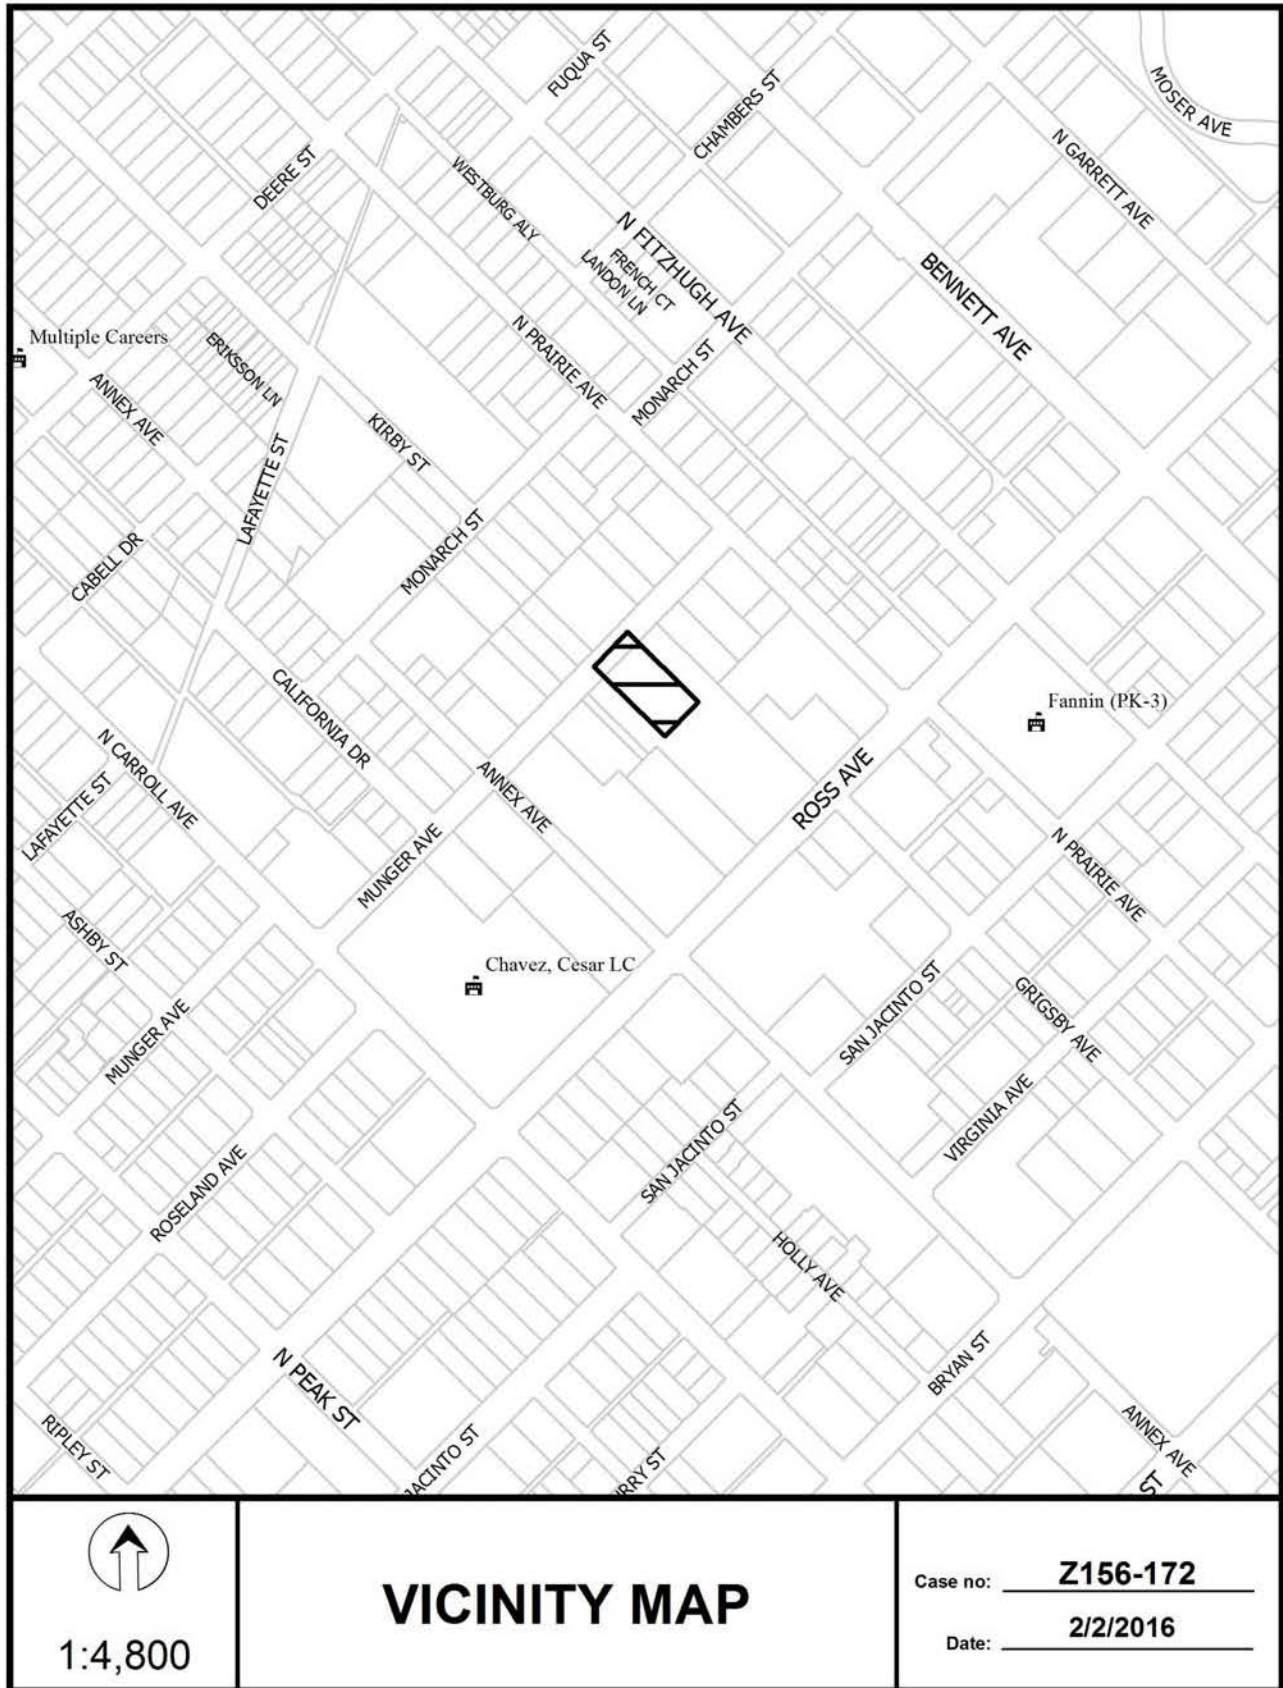 FUQUA ST
MOSER AVE
CHAMBERS ST
N GARRETT AVE
DEERE ST
WESTBURG ALY
N FITZHUGH AVE
FRENCH CT
LANDON LN
BENNETT AVE
Multiple Careers
ERIKSSON LN
N PRAIRIE AVE
MONARCH ST
ANNEX AVE
KIRBY ST
LAFAYETTE ST
MONARCH ST
CABELL DR
CALIFORNIA DR
Fannin (PK-3)
N CARROLL AVE
ANNEX AVE
ROSS AVE
LAFAYETTE ST
MUNGER AVE
N PRAIRIE AVE
ASHBY ST
Chavez, Cesar LC
SAN JACINTO ST
GRIGSBY AVE
MUNGER AVE
VIRGINIA AVE
SAN JACINTO ST
ROSELAND AVE
HOLLY AVE
N PEAK ST
BRYAN ST
RIPLEY ST
JACINTO ST
RRY ST
ANNEX AVE
ST
1:4,800
VICINITY MAP
Case no: Z156-172
Date: 2/2/2016